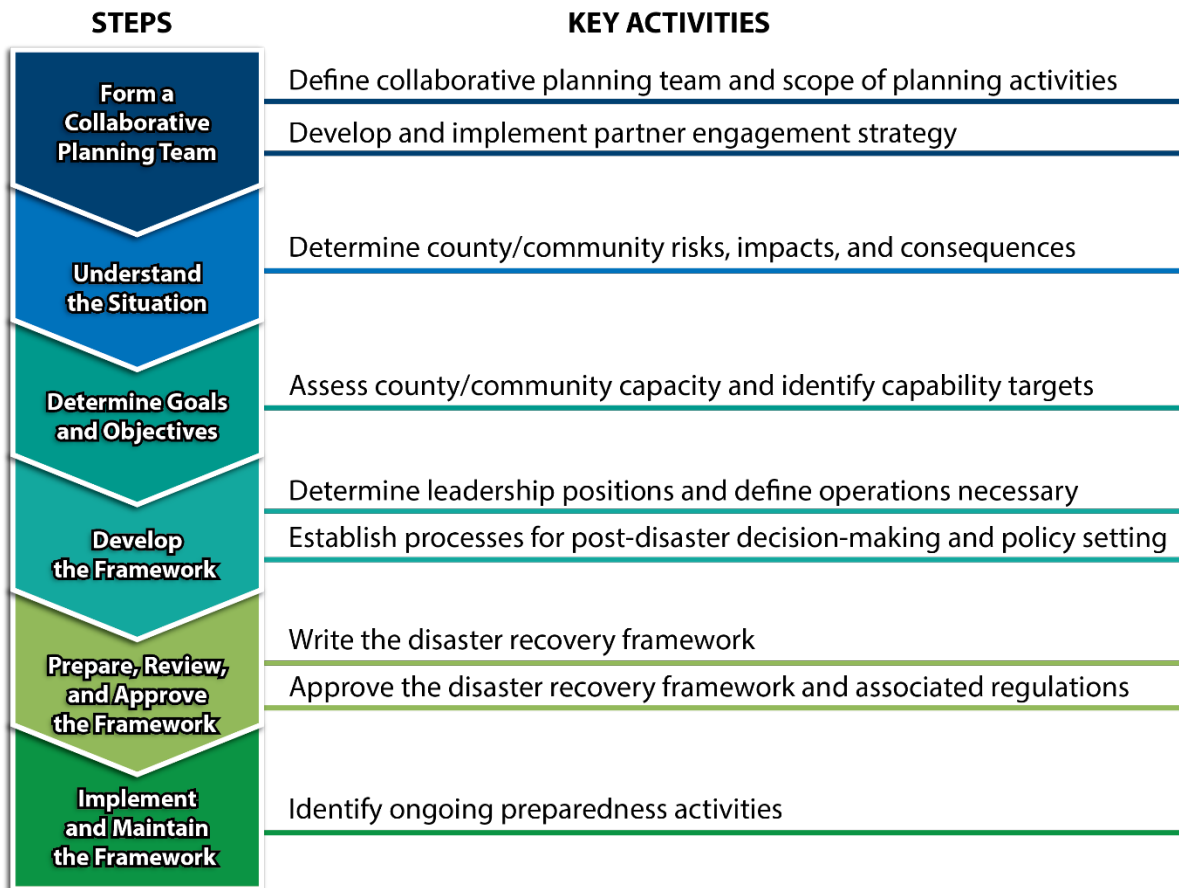 STEPS
KEY ACTIVITIES
Form a
Collaborative
Planning Team
Define collaborative planning team and scope of planning activities
Develop and implement partner engagement strategy
Understand
the Situation
Determine county/community risks, impacts, and consequences
Determine Goals
and Objectives
Assess county/community capacity and identify capability targets
Develop
the Framework
Determine leadership positions and define operations necessary
Establish processes for post-disaster decision-making and policy setting
Prepare, Review,
and Approve
the Framework
Write the disaster recovery framework
Approve the disaster recovery framework and associated regulations
Implement
and Maintain
the Framework
Identify ongoing preparedness activities